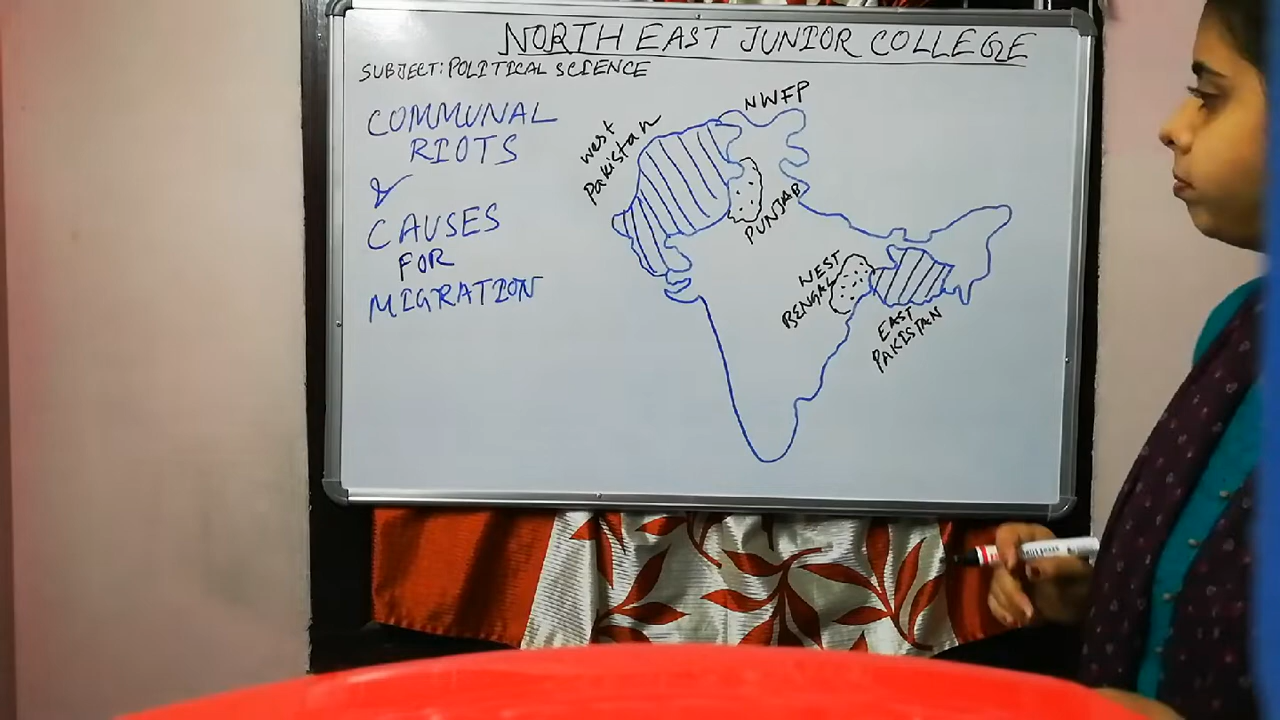 NORTH EAST JUNIOR COLLEGE
SUBJECT: POLITICAL SCIENCE
COMMUNAL
RIOTS
&
CAUSES
FOR
MIGRATION
NWFP
West
Pakistan
PUNJAB
WEST
BENGAL
EAST
PAKISTAN